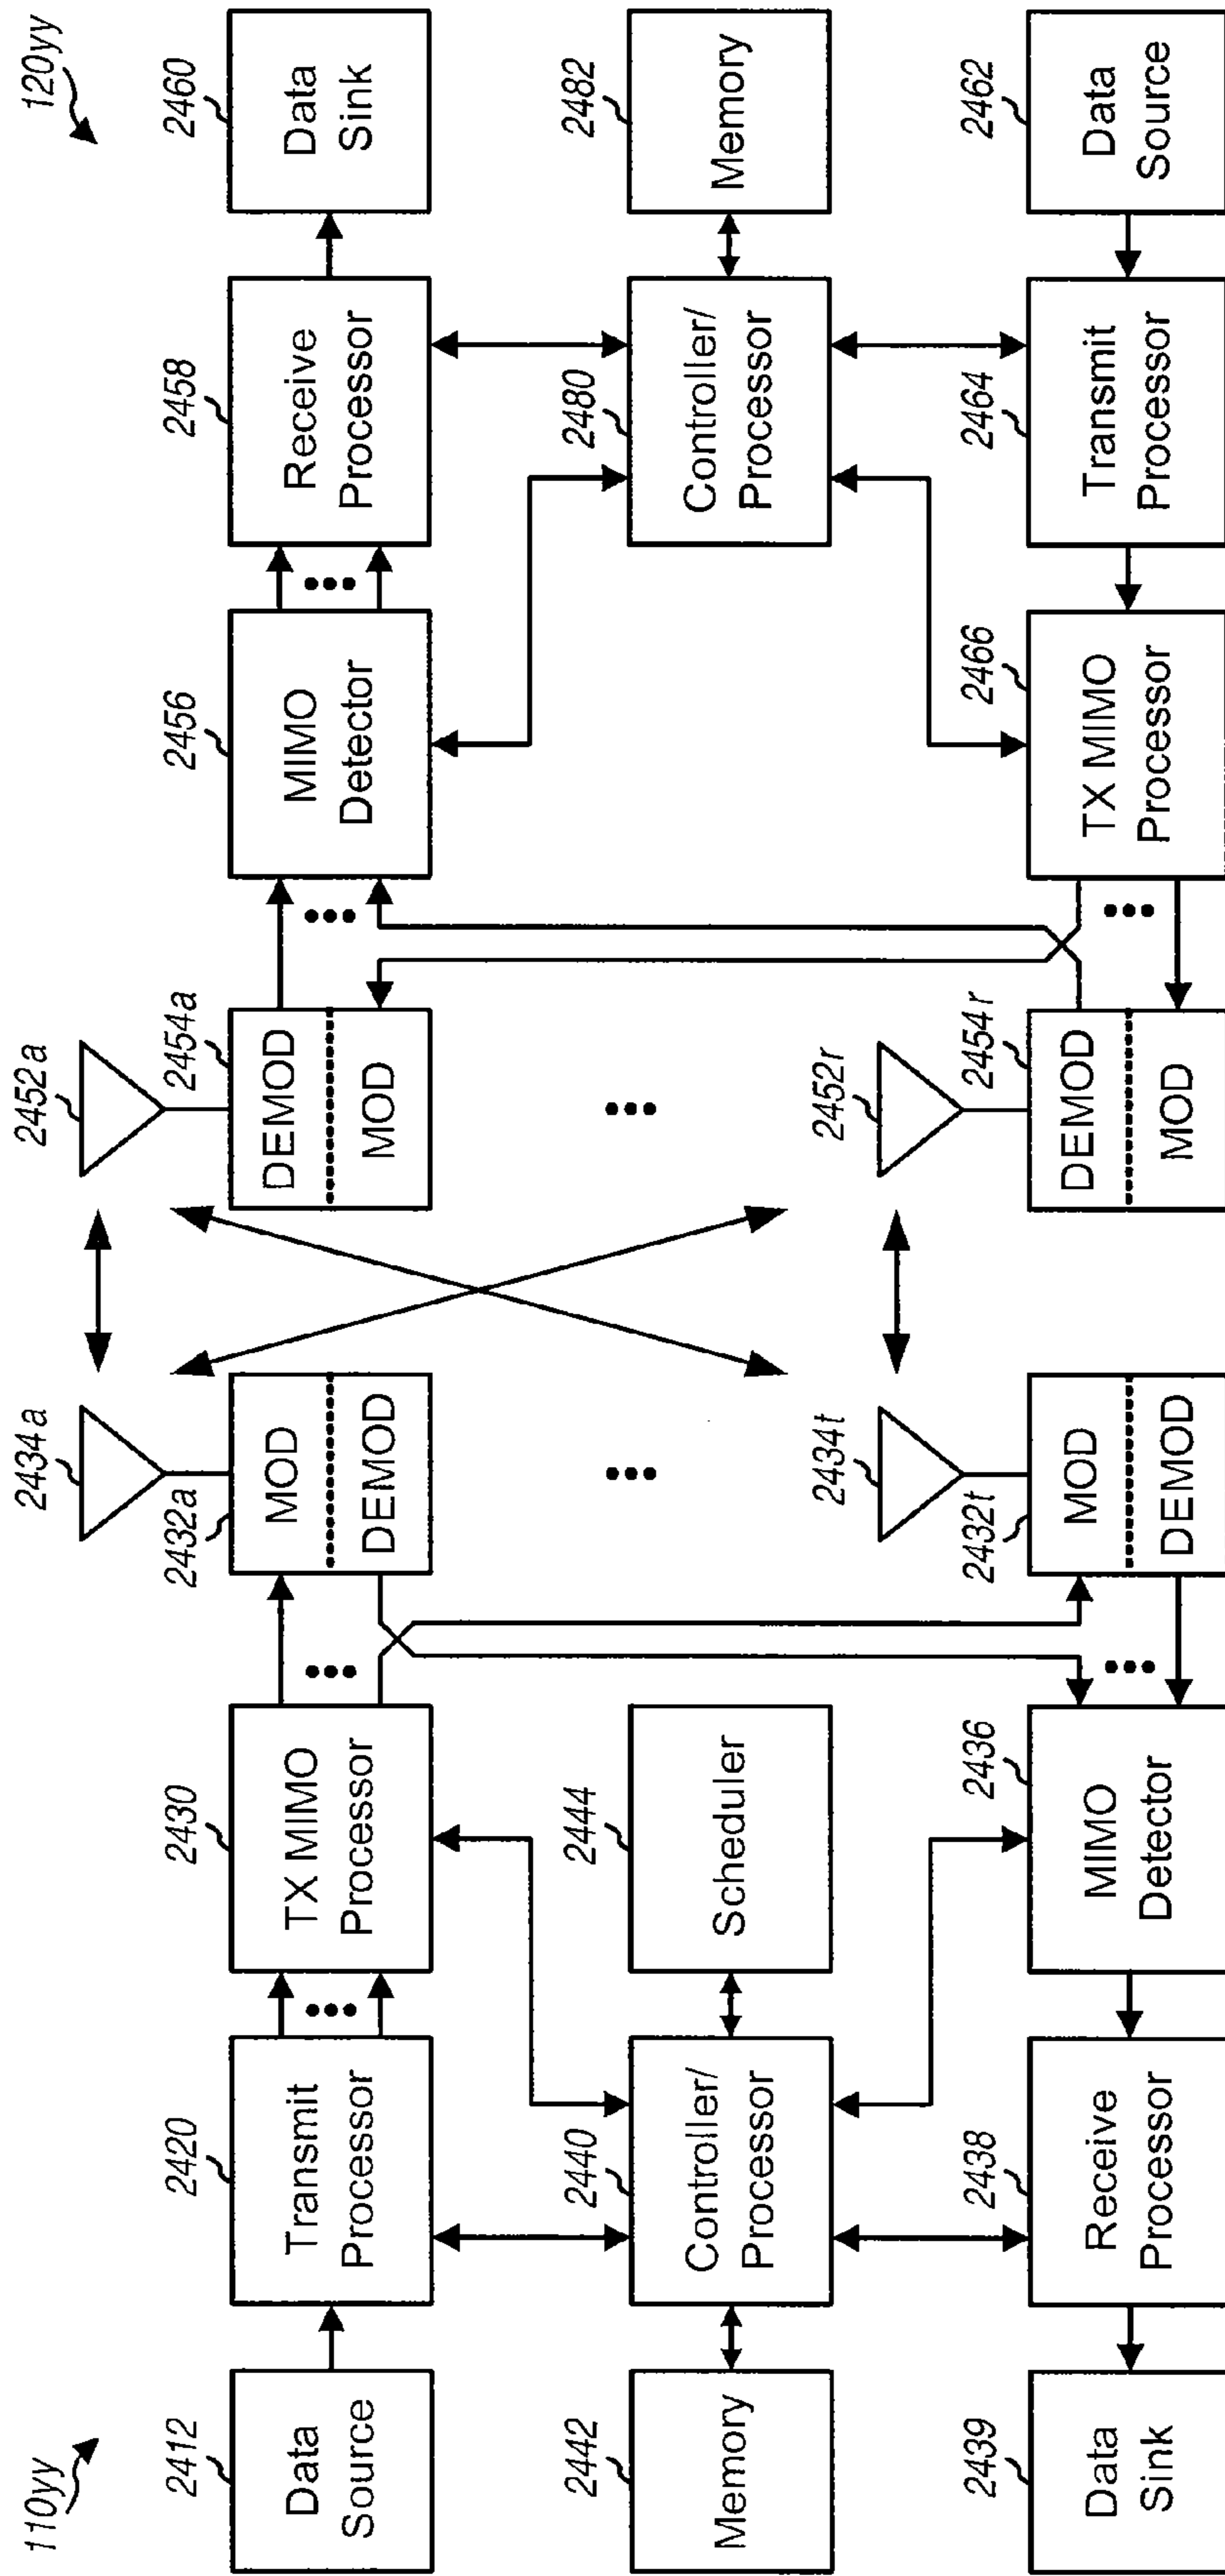 110yy
120yy
2412
Data
Source
2420
Transmit
Processor
2430
TX MIMO
Processor
2434a
2432a
MOD
DEMOD
2452a
2454a
DEMOD
MOD
2456
MIMO
Detector
2458
Receive
Processor
2460
Data
Sink
2442
Memory
2440
Controller/
Processor
2444
Scheduler
2480
Controller/
Processor
2482
Memory
2439
Data
Sink
2438
Receive
Processor
2436
MIMO
Detector
2434t
2432t
MOD
DEMOD
2452r
2454r
DEMOD
MOD
2466
TX MIMO
Processor
2464
Transmit
Processor
2462
Data
Source